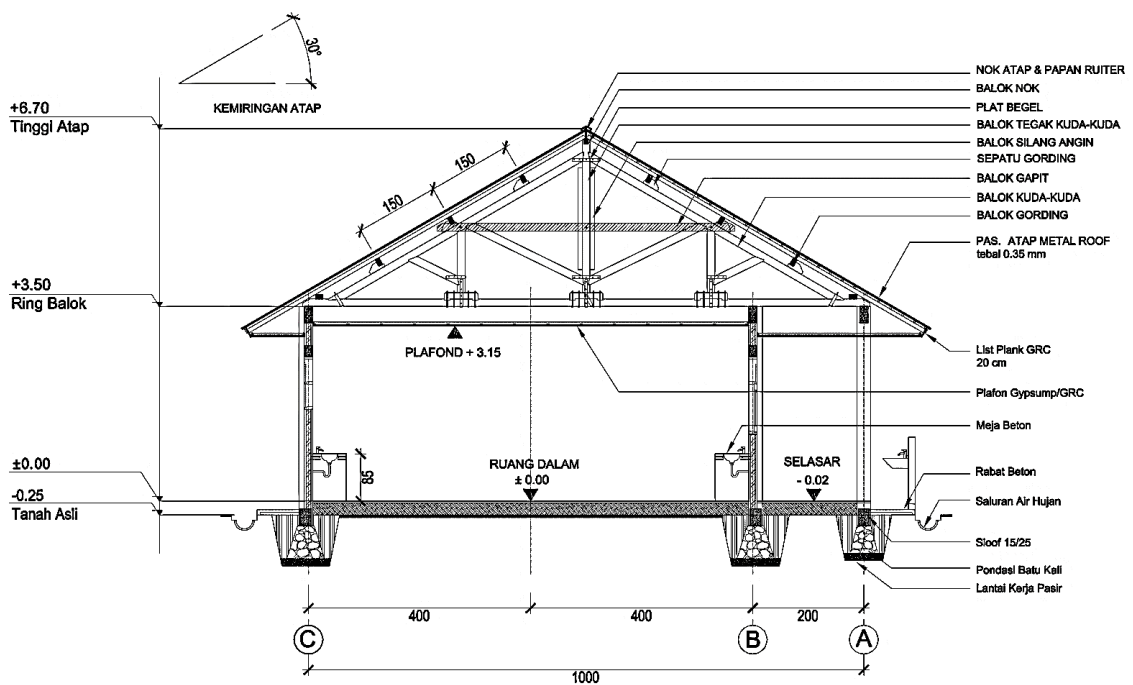 30°
KEMIRINGAN ATAP
+6.70
Tinggi Atap
150
150
+3.50
Ring Balok
PLAFOND + 3.15
±0.00
-0.25
Tanah Asli
85
RUANG DALAM
± 0.00
SELASAR
- 0.02
NOK ATAP & PAPAN RUITER
BALOK NOK
PLAT BEGEL
BALOK TEGAK KUDA-KUDA
BALOK SILANG ANGIN
SEPATU GORDING
BALOK GAPIT
BALOK KUDA-KUDA
BALOK GORDING
PAS. ATAP METAL ROOF
tebal 0.35 mm
List Plank GRC
20 cm
Plafon Gypsump/GRC
Meja Beton
Rabat Beton
Saluran Air Hujan
Sloof 15/25
Pondasi Batu Kali
Lantai Kerja Pasir
400
400
200
C
B
A
1000